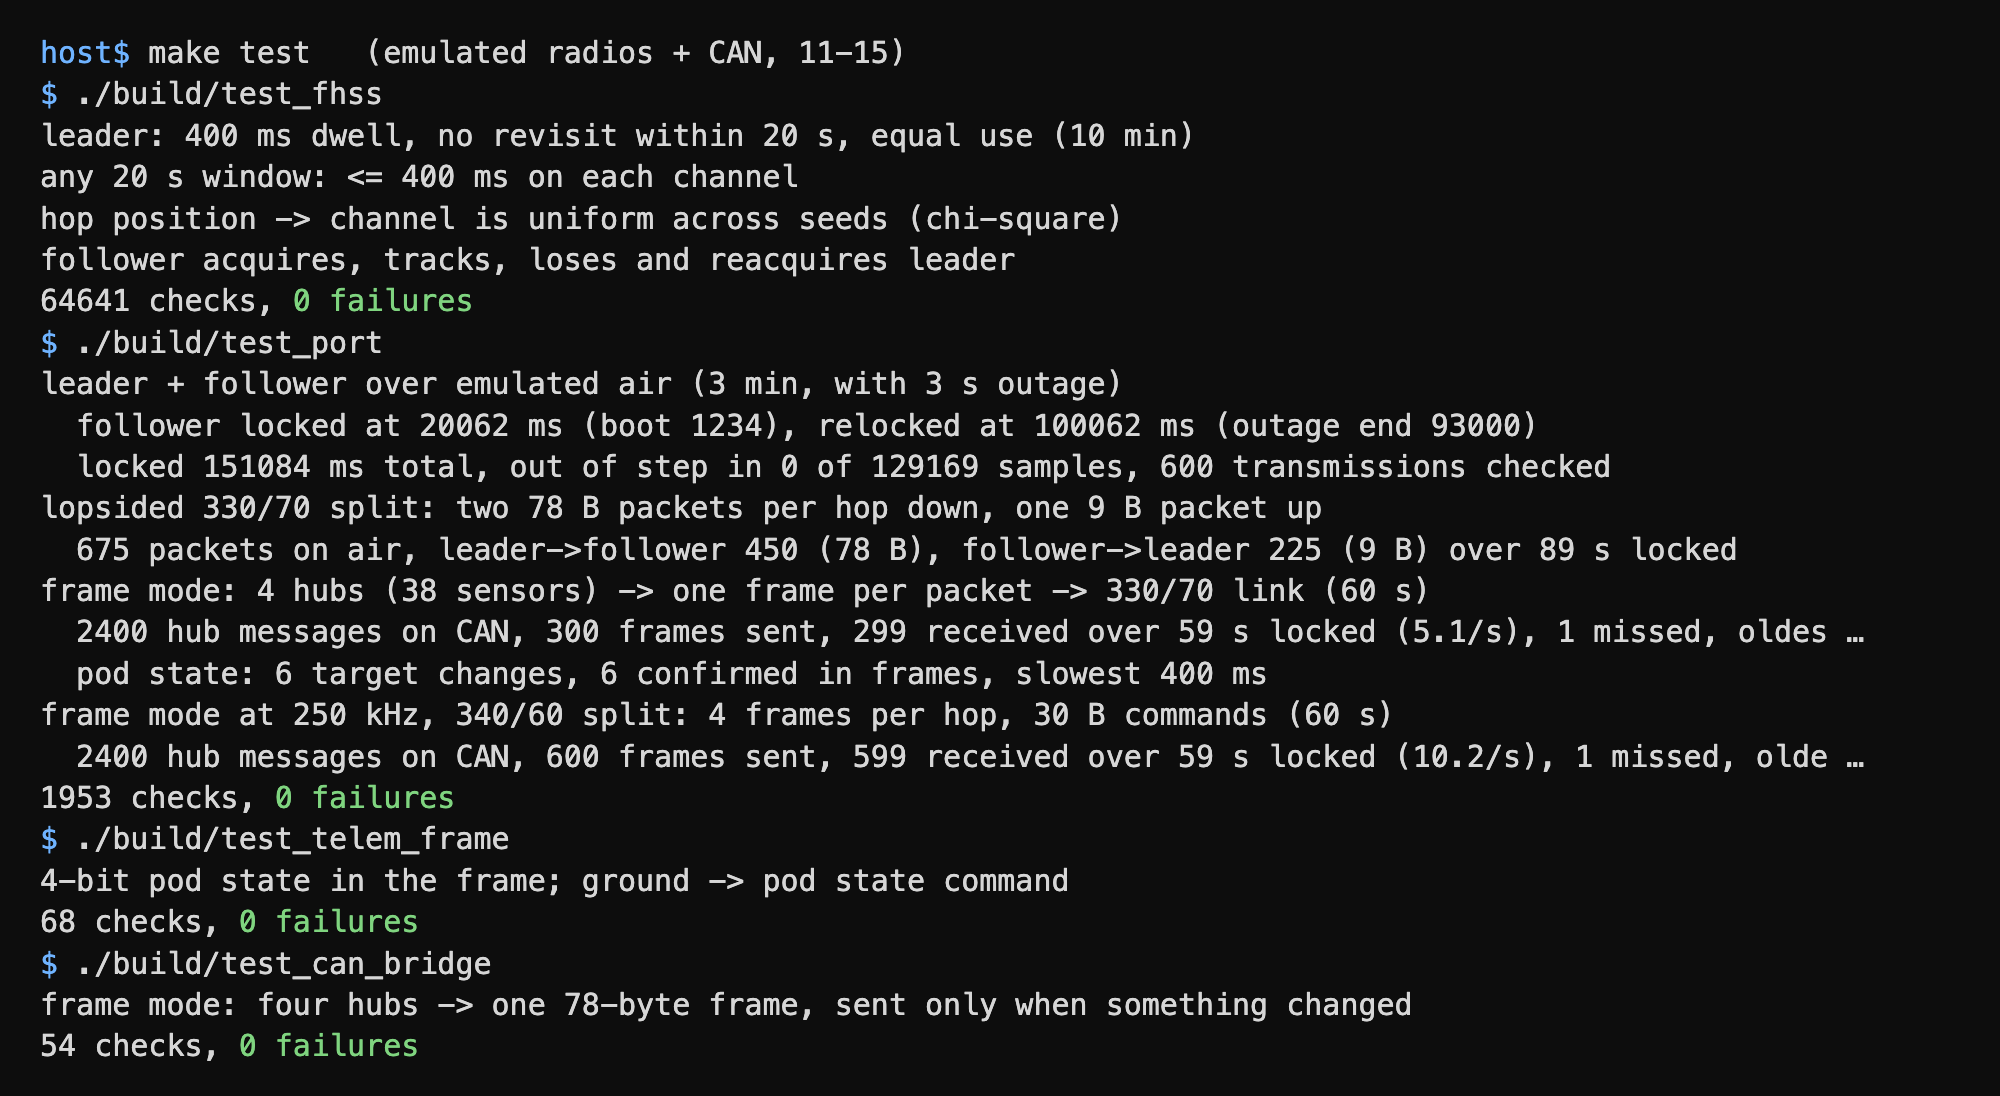 host$ make test   (emulated radios + CAN, 11–15)
$ ./build/test_fhss
leader: 400 ms dwell, no revisit within 20 s, equal use (10 min)
any 20 s window: <= 400 ms on each channel
hop position –> channel is uniform across seeds (chi–square)
follower acquires, tracks, loses and reacquires leader
64641 checks, 0 failures
$ ./build/test_port
leader + follower over emulated air (3 min, with 3 s outage)
  follower locked at 20062 ms (boot 1234), relocked at 100062 ms (outage end 93000)
  locked 151084 ms total, out of step in 0 of 129169 samples, 600 transmissions checked
lopsided 330/70 split: two 78 B packets per hop down, one 9 B packet up
  675 packets on air, leader–>follower 450 (78 B), follower–>leader 225 (9 B) over 89 s locked
frame mode: 4 hubs (38 sensors) –> one frame per packet –> 330/70 link (60 s)
  2400 hub messages on CAN, 300 frames sent, 299 received over 59 s locked (5.1/s), 1 missed, oldes …
  pod state: 6 target changes, 6 confirmed in frames, slowest 400 ms
frame mode at 250 kHz, 340/60 split: 4 frames per hop, 30 B commands (60 s)
  2400 hub messages on CAN, 600 frames sent, 599 received over 59 s locked (10.2/s), 1 missed, olde …
1953 checks, 0 failures
$ ./build/test_telem_frame
4–bit pod state in the frame; ground –> pod state command
68 checks, 0 failures
$ ./build/test_can_bridge
frame mode: four hubs –> one 78–byte frame, sent only when something changed
54 checks, 0 failures